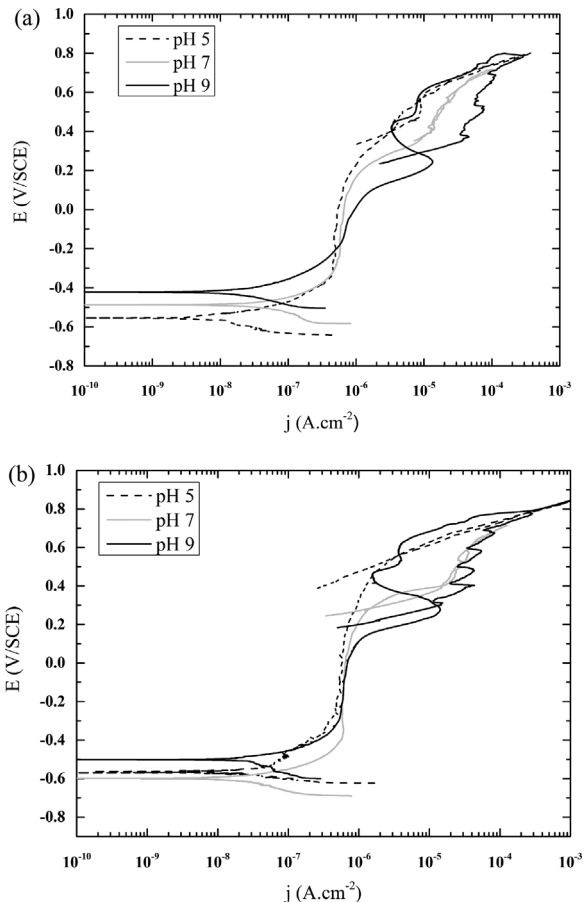 (a)
1.0
0.8
0.6
0.4
0.2
0.0
-0.2
-0.4
-0.6
-0.8
E (V/SCE)
pH 5
pH 7
pH 9
10⁻¹⁰ 10⁻⁹ 10⁻⁸ 10⁻⁷ 10⁻⁶ 10⁻⁵ 10⁻⁴ 10⁻³
j (A.cm⁻²)
(b)
1.0
0.8
0.6
0.4
0.2
0.0
-0.2
-0.4
-0.6
-0.8
E (V/SCE)
pH 5
pH 7
pH 9
10⁻¹⁰ 10⁻⁹ 10⁻⁸ 10⁻⁷ 10⁻⁶ 10⁻⁵ 10⁻⁴ 10⁻³
j (A.cm⁻²)